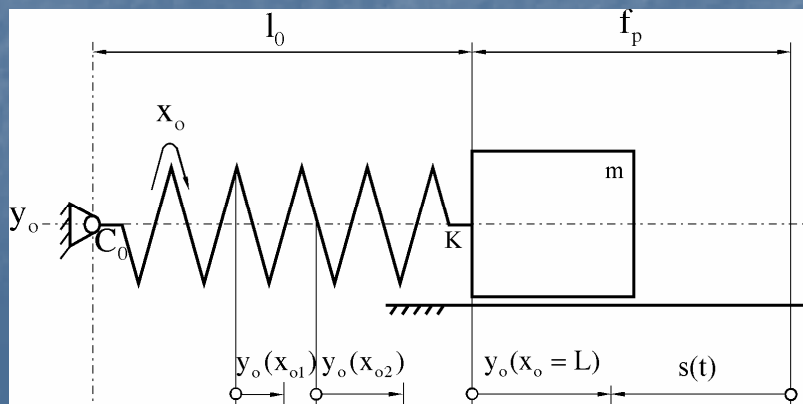 l₀ fₚ
xₒ
m
yₒ
C₀ K
yₒ(xₒ₁) yₒ(xₒ₂) yₒ(xₒ = L) s(t)